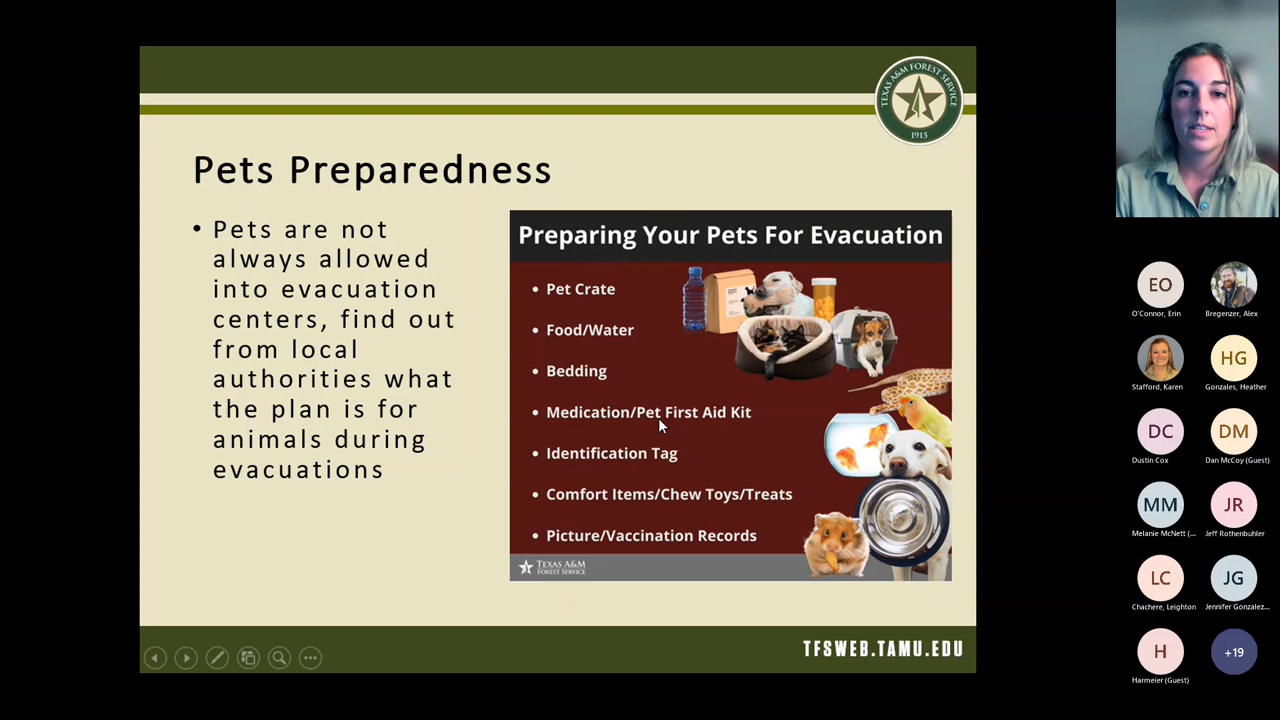 TEXAS A&M FOREST SERVICE
1915
Pets Preparedness
• Pets are not
always allowed
into evacuation
centers, find out
from local
authorities what
the plan is for
animals during
evacuations
Preparing Your Pets For Evacuation
• Pet Crate
• Food/Water
• Bedding
• Medication/Pet First Aid Kit
• Identification Tag
• Comfort Items/Chew Toys/Treats
• Picture/Vaccination Records
TEXAS A&M
FOREST SERVICE
TFSWEB.TAMU.EDU
EO
O'Connor, Erin
Bregenzer, Alex
Stafford, Karen
HG
Gonzales, Heather
DC
Dustin Cox
DM
Dan McCoy (Guest)
MM
Melanie McNett (...
JR
Jeff Rothenbuhler
LC
Chachere, Leighton
JG
Jennifer Gonzalez...
H
Harmeier (Guest)
+19